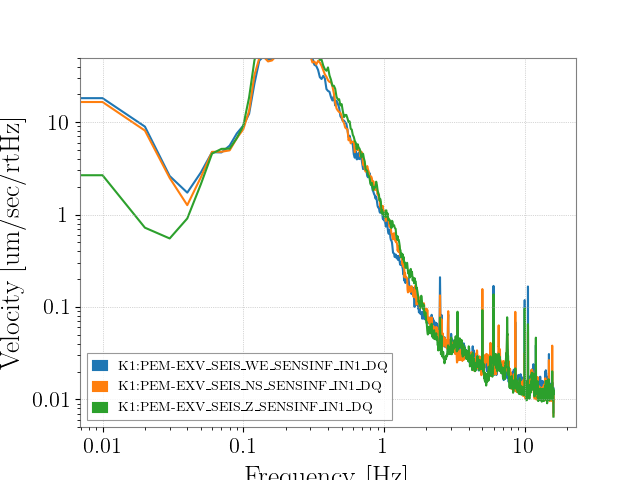 10
1
0.1
0.01
Velocity [um/sec/rtHz]
K1:PEM-EXV_SEIS_WE_SENSINF_IN1_DQ
K1:PEM-EXV_SEIS_NS_SENSINF_IN1_DQ
K1:PEM-EXV_SEIS_Z_SENSINF_IN1_DQ
0.01 0.1 1 10
Frequency [Hz]